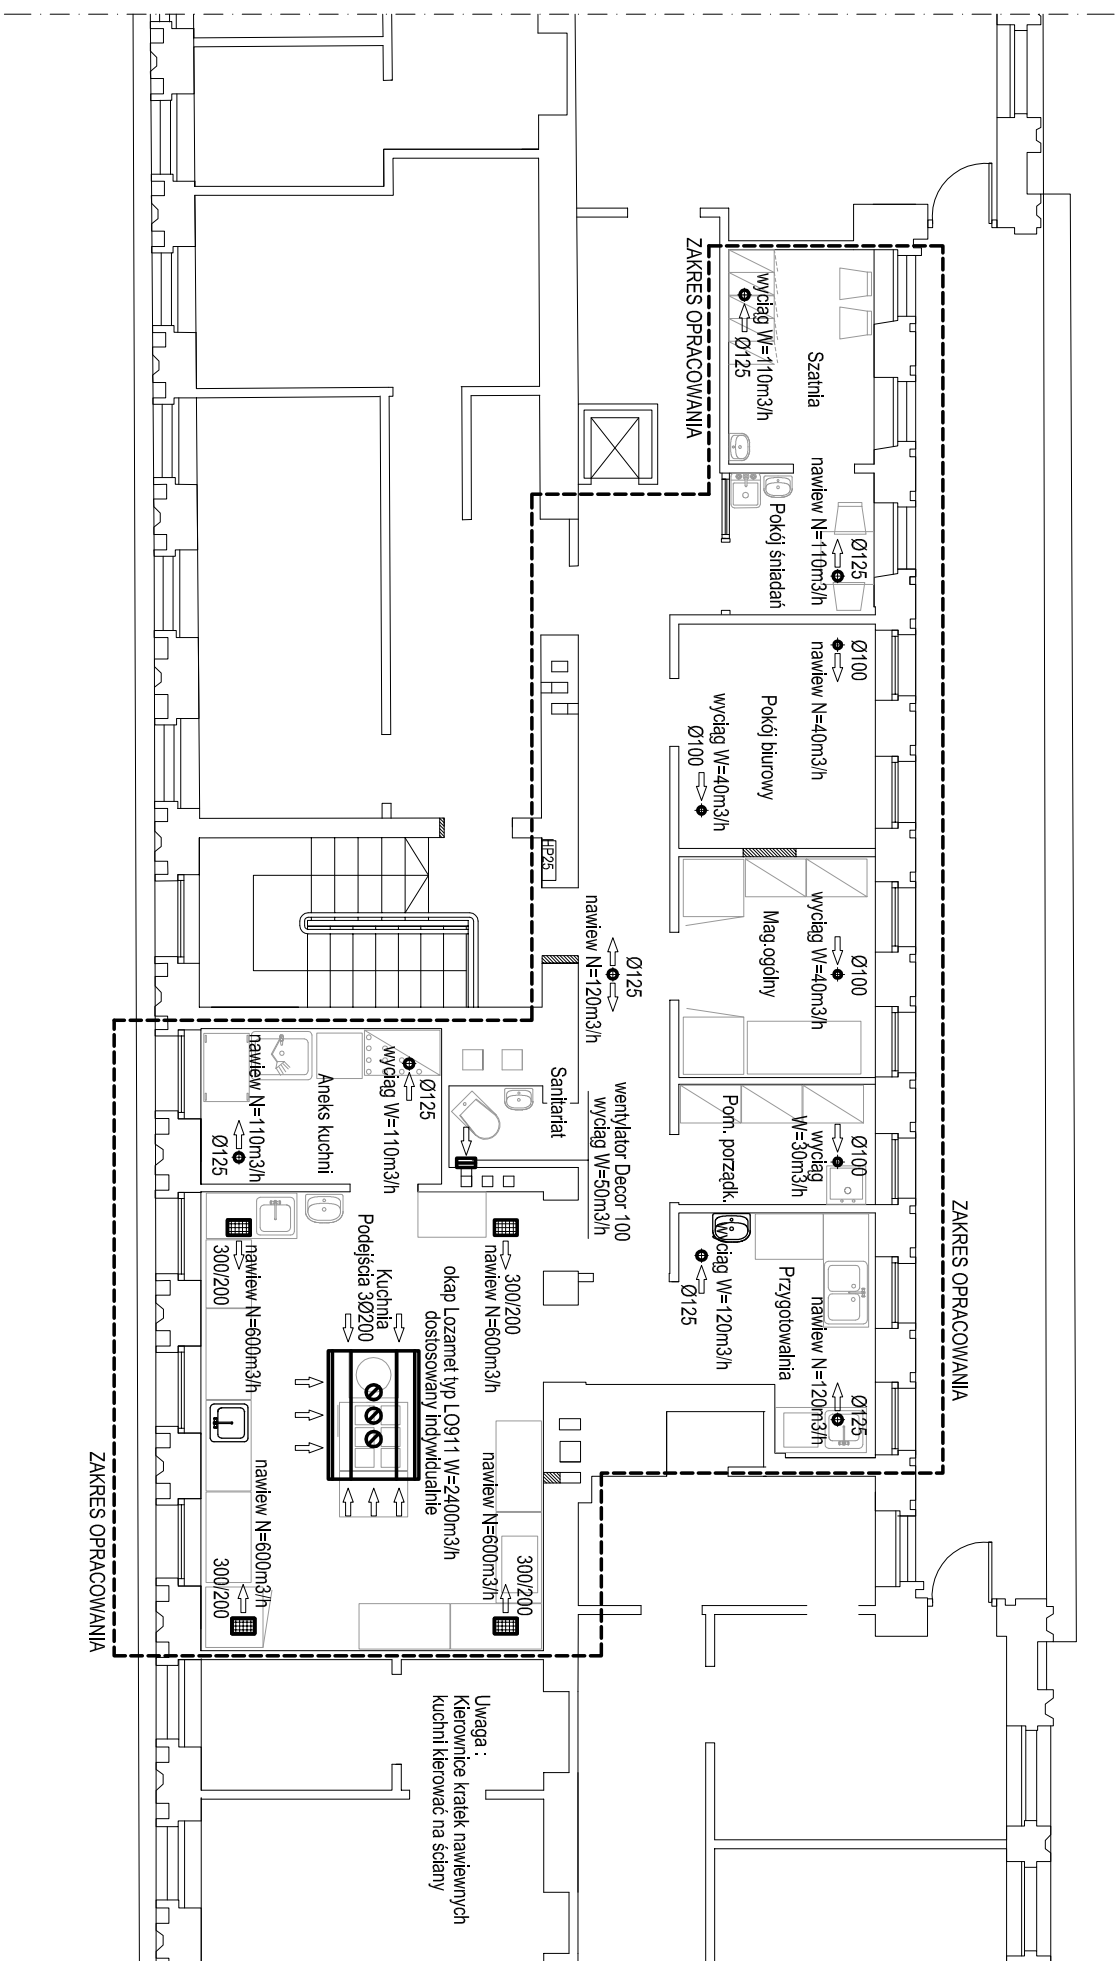 ZAKRES OPRACOWANIA
ZAKRES OPRACOWANIA
Szatnia
wyciąg W=110m3/h
Ø125
nawiew N=110m3/h
Ø125
Pokój śniadań
Ø100
nawiew N=40m3/h
Pokój biurowy
wyciąg W=40m3/h
Ø100
Ø100
wyciąg W=40m3/h
Mag.ogólny
Ø100
wyciąg
W=30m3/h
Pom. porządk.
Ø125
nawiew N=120m3/h
Przygotowalnia
wyciąg W=120m3/h
Ø125
HP25
Ø125
nawiew N=120m3/h
wentylator Decor 100
wyciąg W=50m3/h
Sanitariat
Ø125
wyciąg W=110m3/h
Aneks kuchni
nawiew N=110m3/h
Ø125
300/200
nawiew N=600m3/h
okap Lozamet typ LO911 W=2400m3/h
dostosowany indywidualnie
Kuchnia
Podejścia 3Ø200
nawiew N=600m3/h
300/200
300/200
nawiew N=600m3/h
nawiew N=600m3/h
300/200
ZAKRES OPRACOWANIA
Uwaga :
Kierownice kratek nawiewnych
kuchni kierować na ściany